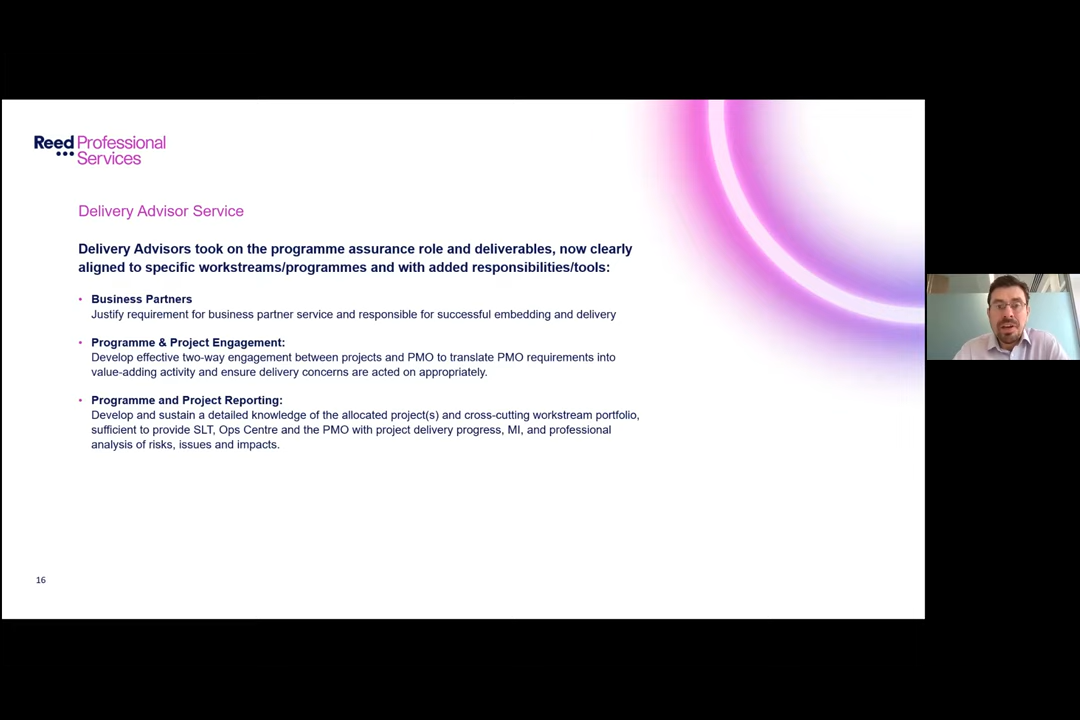 Reed Professional
Services
Delivery Advisor Service
Delivery Advisors took on the programme assurance role and deliverables, now clearly
aligned to specific workstreams/programmes and with added responsibilities/tools:
• Business Partners
Justify requirement for business partner service and responsible for successful embedding and delivery
• Programme & Project Engagement:
Develop effective two-way engagement between projects and PMO to translate PMO requirements into
value-adding activity and ensure delivery concerns are acted on appropriately.
• Programme and Project Reporting:
Develop and sustain a detailed knowledge of the allocated project(s) and cross-cutting workstream portfolio,
sufficient to provide SLT, Ops Centre and the PMO with project delivery progress, MI, and professional
analysis of risks, issues and impacts.
16